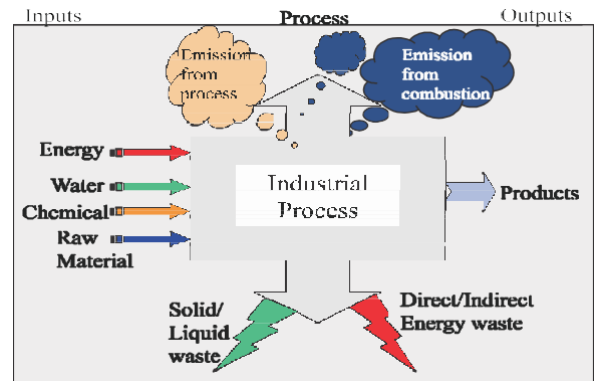 Inputs
Process
Outputs
Emission
from
process
Emission
from
combustion
Energy
Water
Chemical
Raw
Material
Industrial
Process
Products
Solid/
Liquid
waste
Direct/Indirect
Energy waste